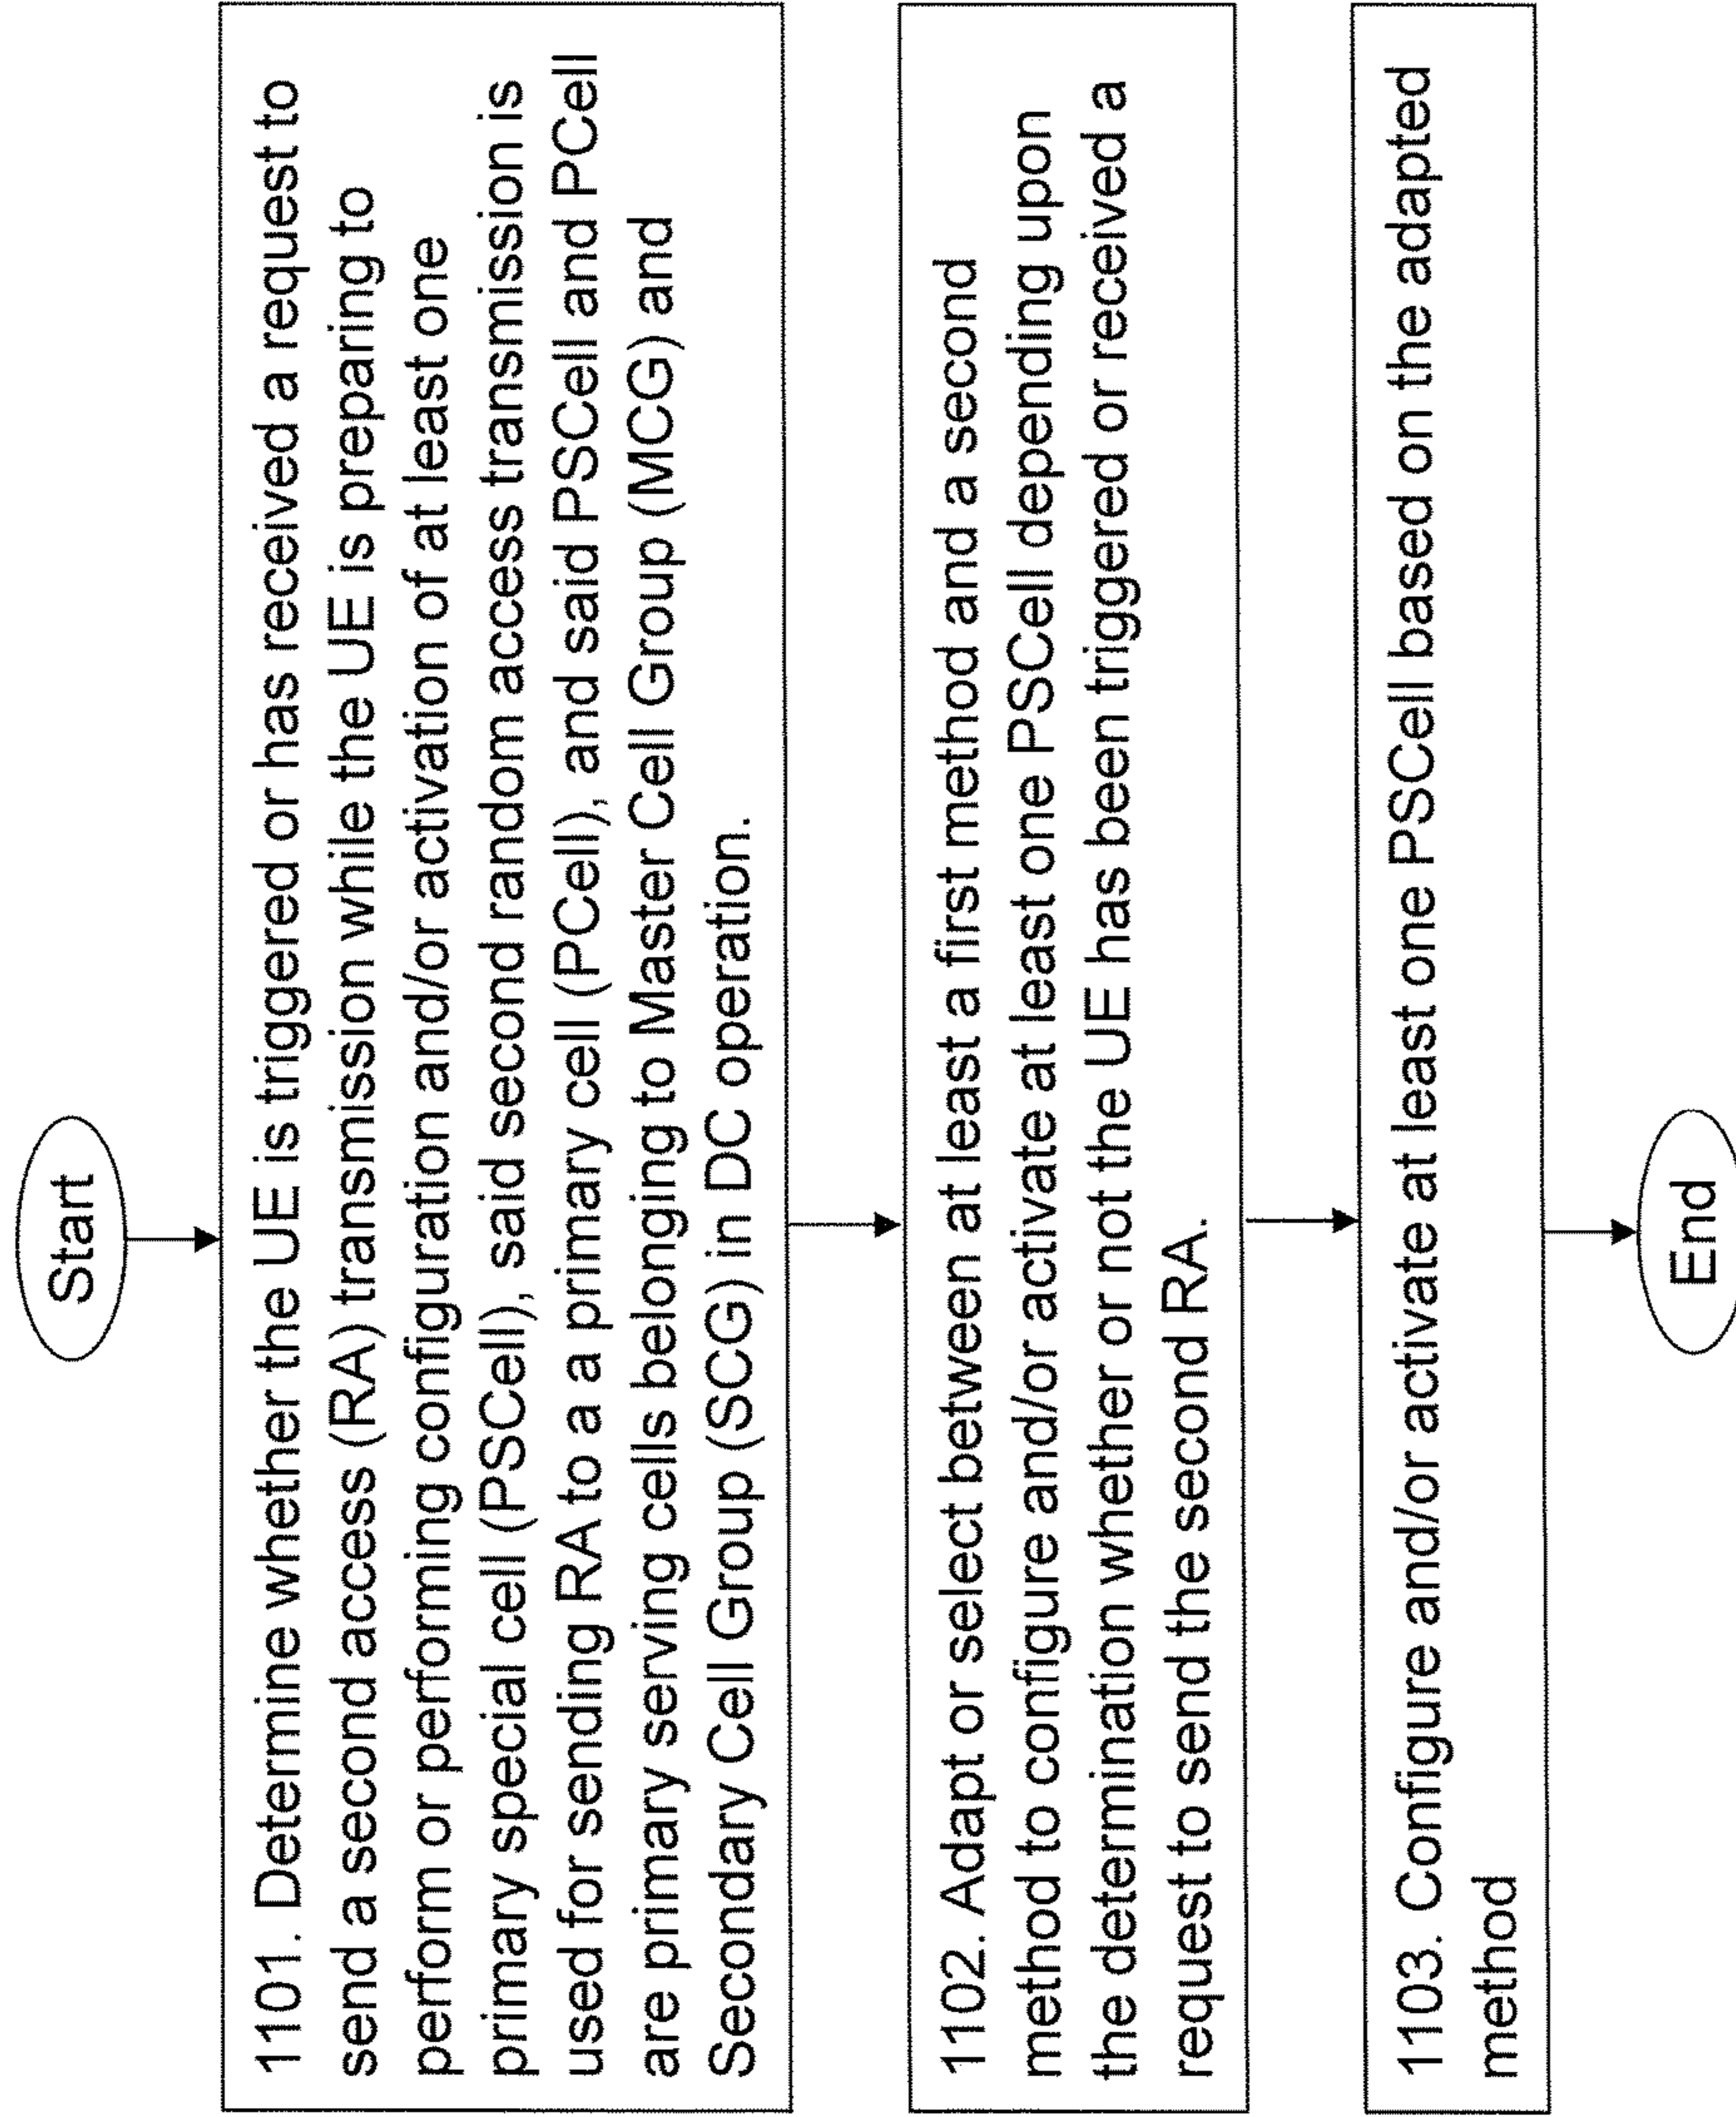 Start
1101. Determine whether the UE is triggered or has received a request to
send a second access (RA) transmission while the UE is preparing to
perform or performing configuration and/or activation of at least one
primary special cell (PSCell), said second random access transmission is
used for sending RA to a a primary cell (PCell), and said PSCell and PCell
are primary serving cells belonging to Master Cell Group (MCG) and
Secondary Cell Group (SCG) in DC operation.
1102. Adapt or select between at least a first method and a second
method to configure and/or activate at least one PSCell depending upon
the determination whether or not the UE has been triggered or received a
request to send the second RA.
1103. Configure and/or activate at least one PSCell based on the adapted
method
End